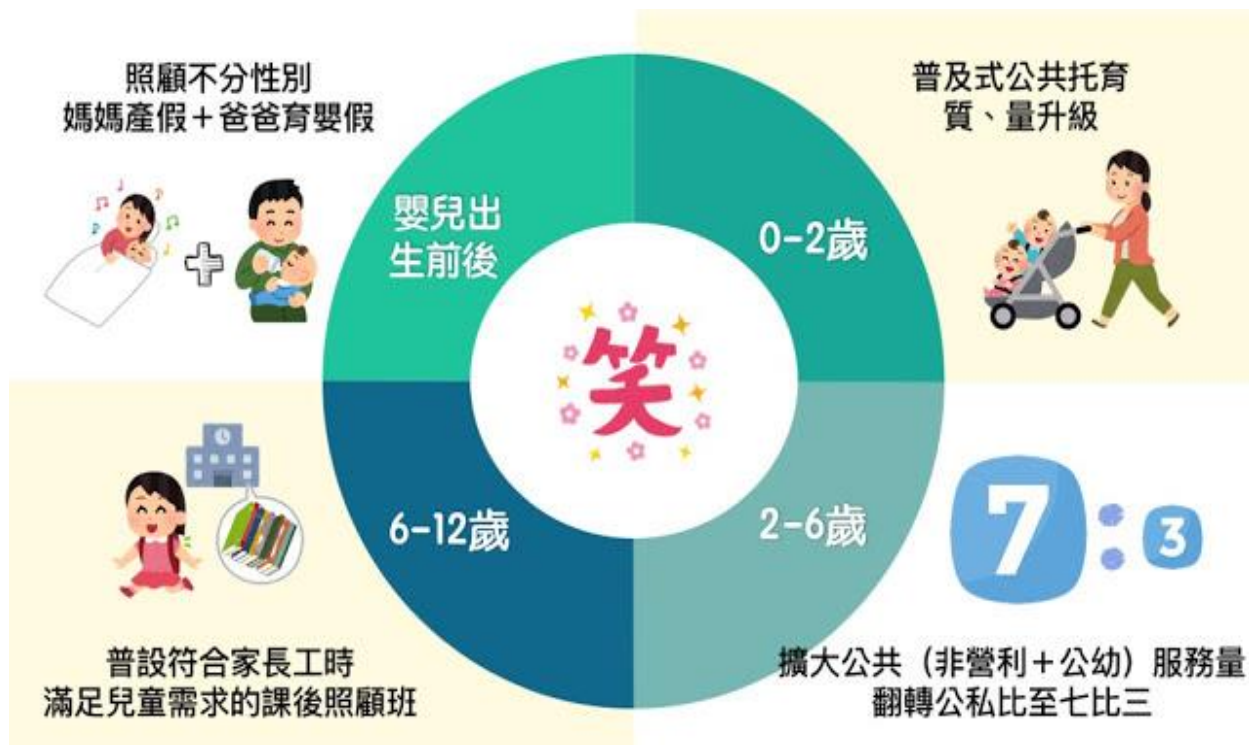 照顧不分性別
媽媽產假＋爸爸育嬰假
嬰兒出
生前後
普及式公共托育
質、量升級
0-2歲
笑
6-12歲
普設符合家長工時
滿足兒童需求的課後照顧班
2-6歲
7:3
擴大公共（非營利＋公幼）服務量
翻轉公私比至七比三